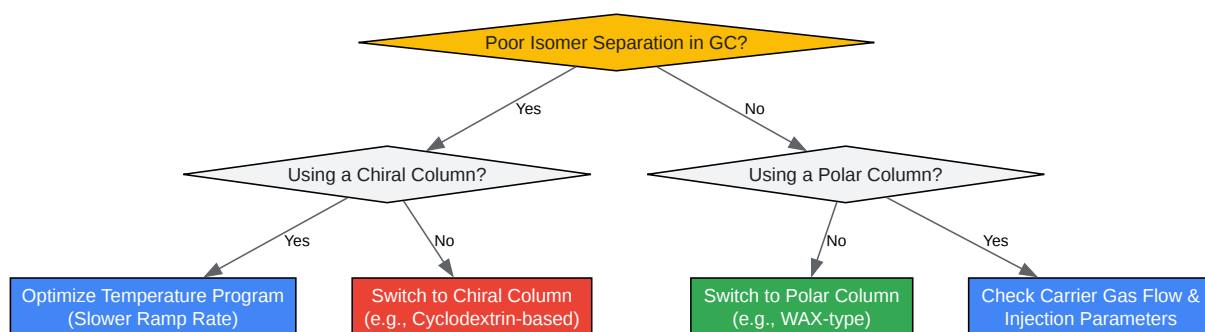 Poor Isomer Separation in GC?
Yes
No
Using a Chiral Column?
Using a Polar Column?
Yes
No
No
Yes
Optimize Temperature Program
(Slower Ramp Rate)
Switch to Chiral Column
(e.g., Cyclodextrin-based)
Switch to Polar Column
(e.g., WAX-type)
Check Carrier Gas Flow &
Injection Parameters